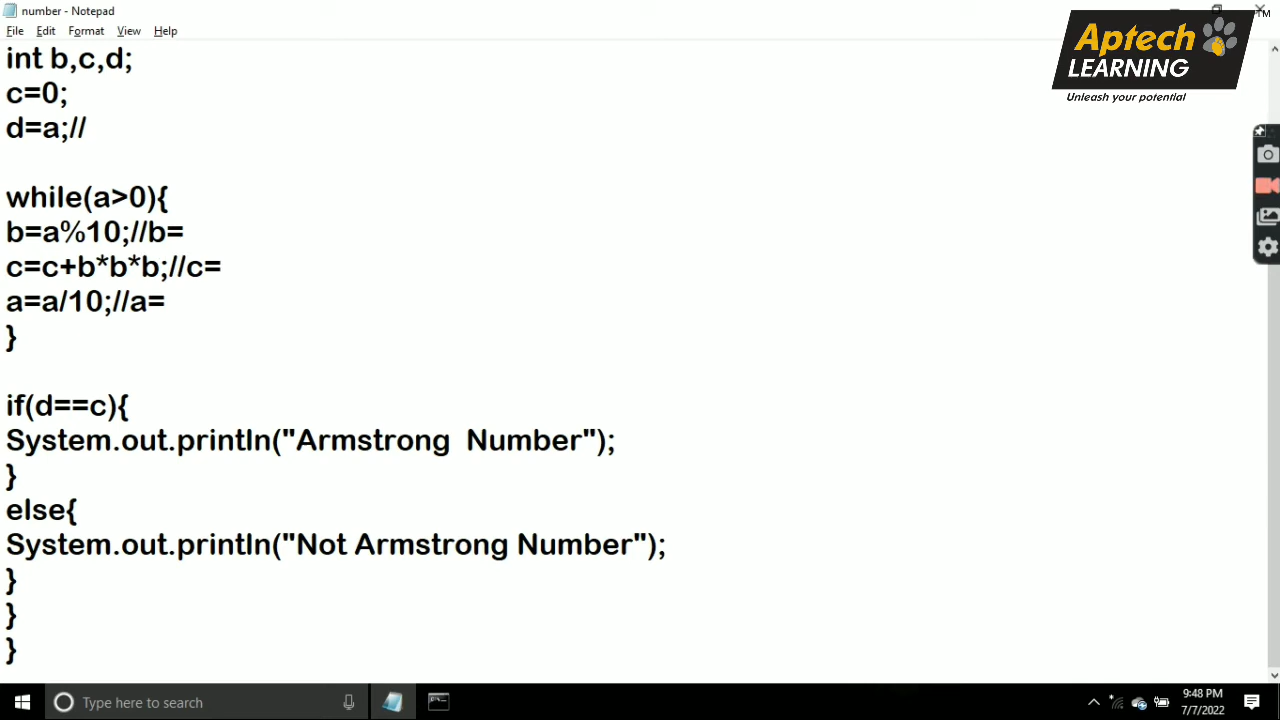 number - Notepad
File Edit Format View Help
int b,c,d;
c=0;
d=a;//
while(a>0){
b=a%10;//b=
c=c+b*b*b;//c=
a=a/10;//a=
}
if(d==c){
System.out.println("Armstrong  Number");
}
else{
System.out.println("Not Armstrong Number");
}
}
}
Aptech
LEARNING
TM
Unleash your potential
Type here to search
9:48 PM
7/7/2022